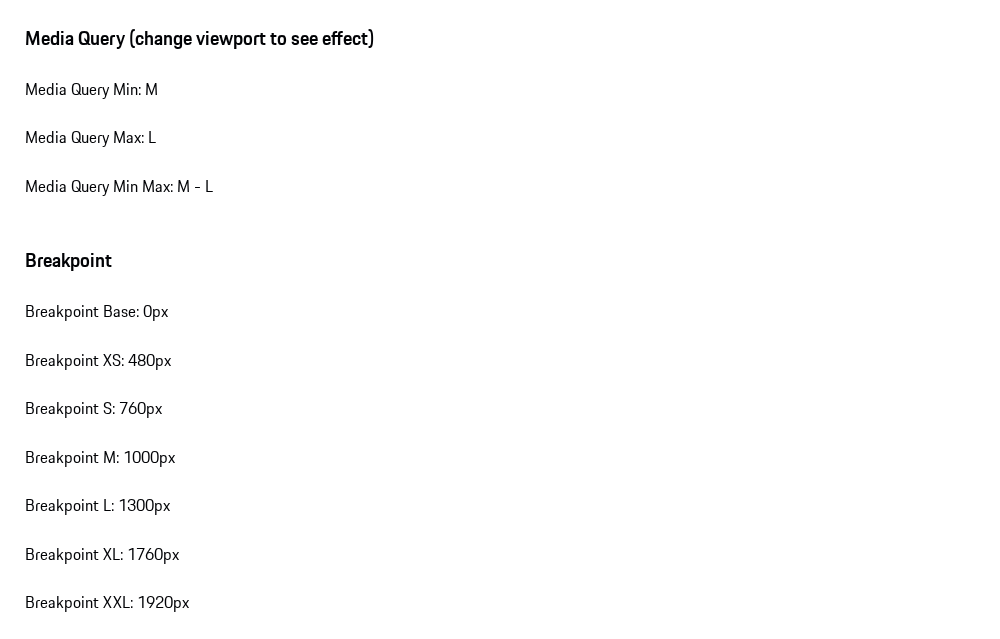 Media Query (change viewport to see effect)
Media Query Min: M
Media Query Max: L
Media Query Min Max: M - L
Breakpoint
Breakpoint Base: 0px
Breakpoint XS: 480px
Breakpoint S: 760px
Breakpoint M: 1000px
Breakpoint L: 1300px
Breakpoint XL: 1760px
Breakpoint XXL: 1920px